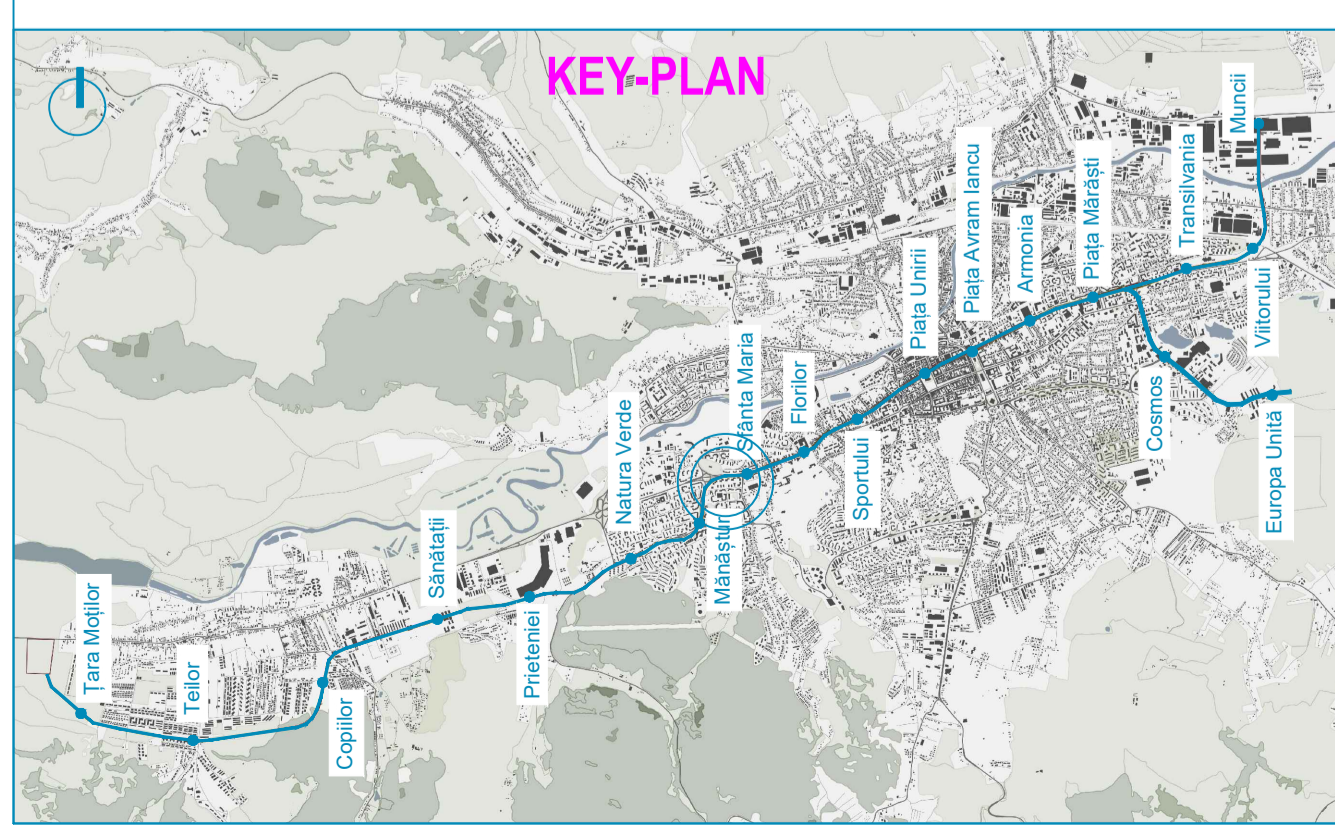 KEY-PLAN
Țara Moților
Teilor
Copiilor
Sănătații
Prieteniei
Natura Verde
Mănăștur
Sfânta Maria
Florilor
Sportului
Piața Unirii
Piața Avram Iancu
Armonia
Piața Mărăști
Transilvania
Viitorului
Muncii
Cosmos
Europa Unită